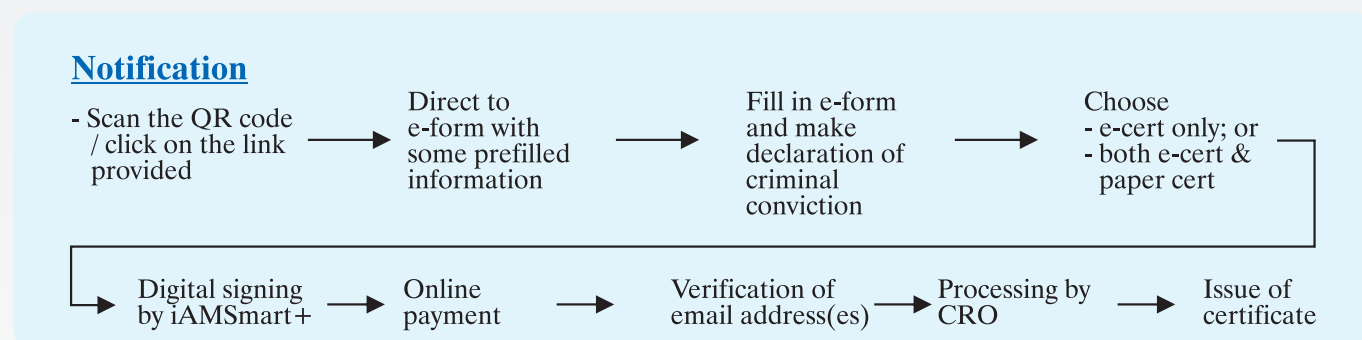 Notification
- Scan the QR code
/ click on the link
provided
Direct to
e-form with
some prefilled
information
Fill in e-form
and make
declaration of
criminal
conviction
Choose
- e-cert only; or
- both e-cert &
paper cert
Digital signing
by iAMSmart+
Online
payment
Verification of
email address(es)
Processing by
CRO
Issue of
certificate